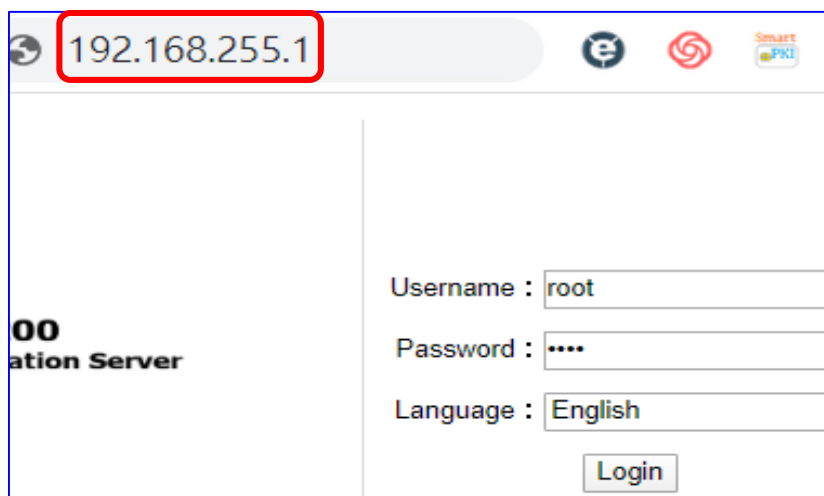 192.168.255.1
Smart
PKI
Username : root
00
Password : ••••
ation Server
Language : English
Login